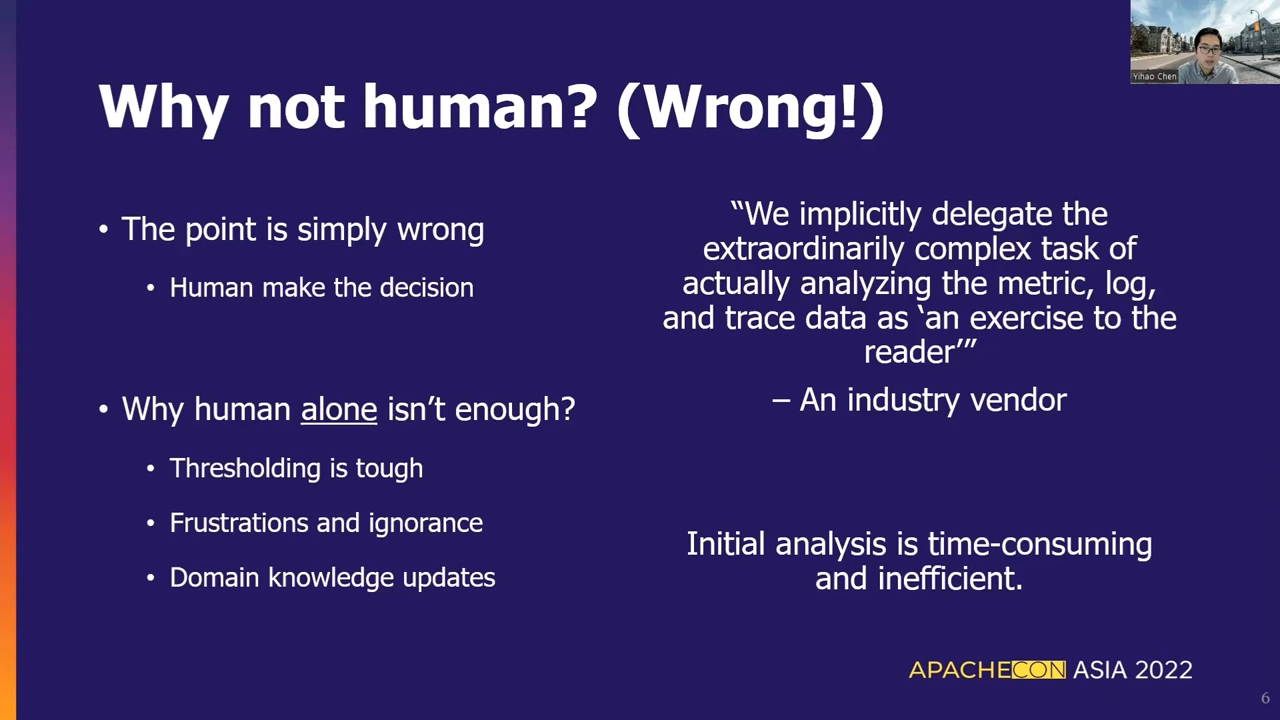 Yihao Chen
Why not human? (Wrong!)
• The point is simply wrong
• Human make the decision
• Why human alone isn’t enough?
• Thresholding is tough
• Frustrations and ignorance
• Domain knowledge updates
“We implicitly delegate the
extraordinarily complex task of
actually analyzing the metric, log,
and trace data as ‘an exercise to the
reader’”
– An industry vendor
Initial analysis is time-consuming
and inefficient.
APACHECON ASIA 2022
6